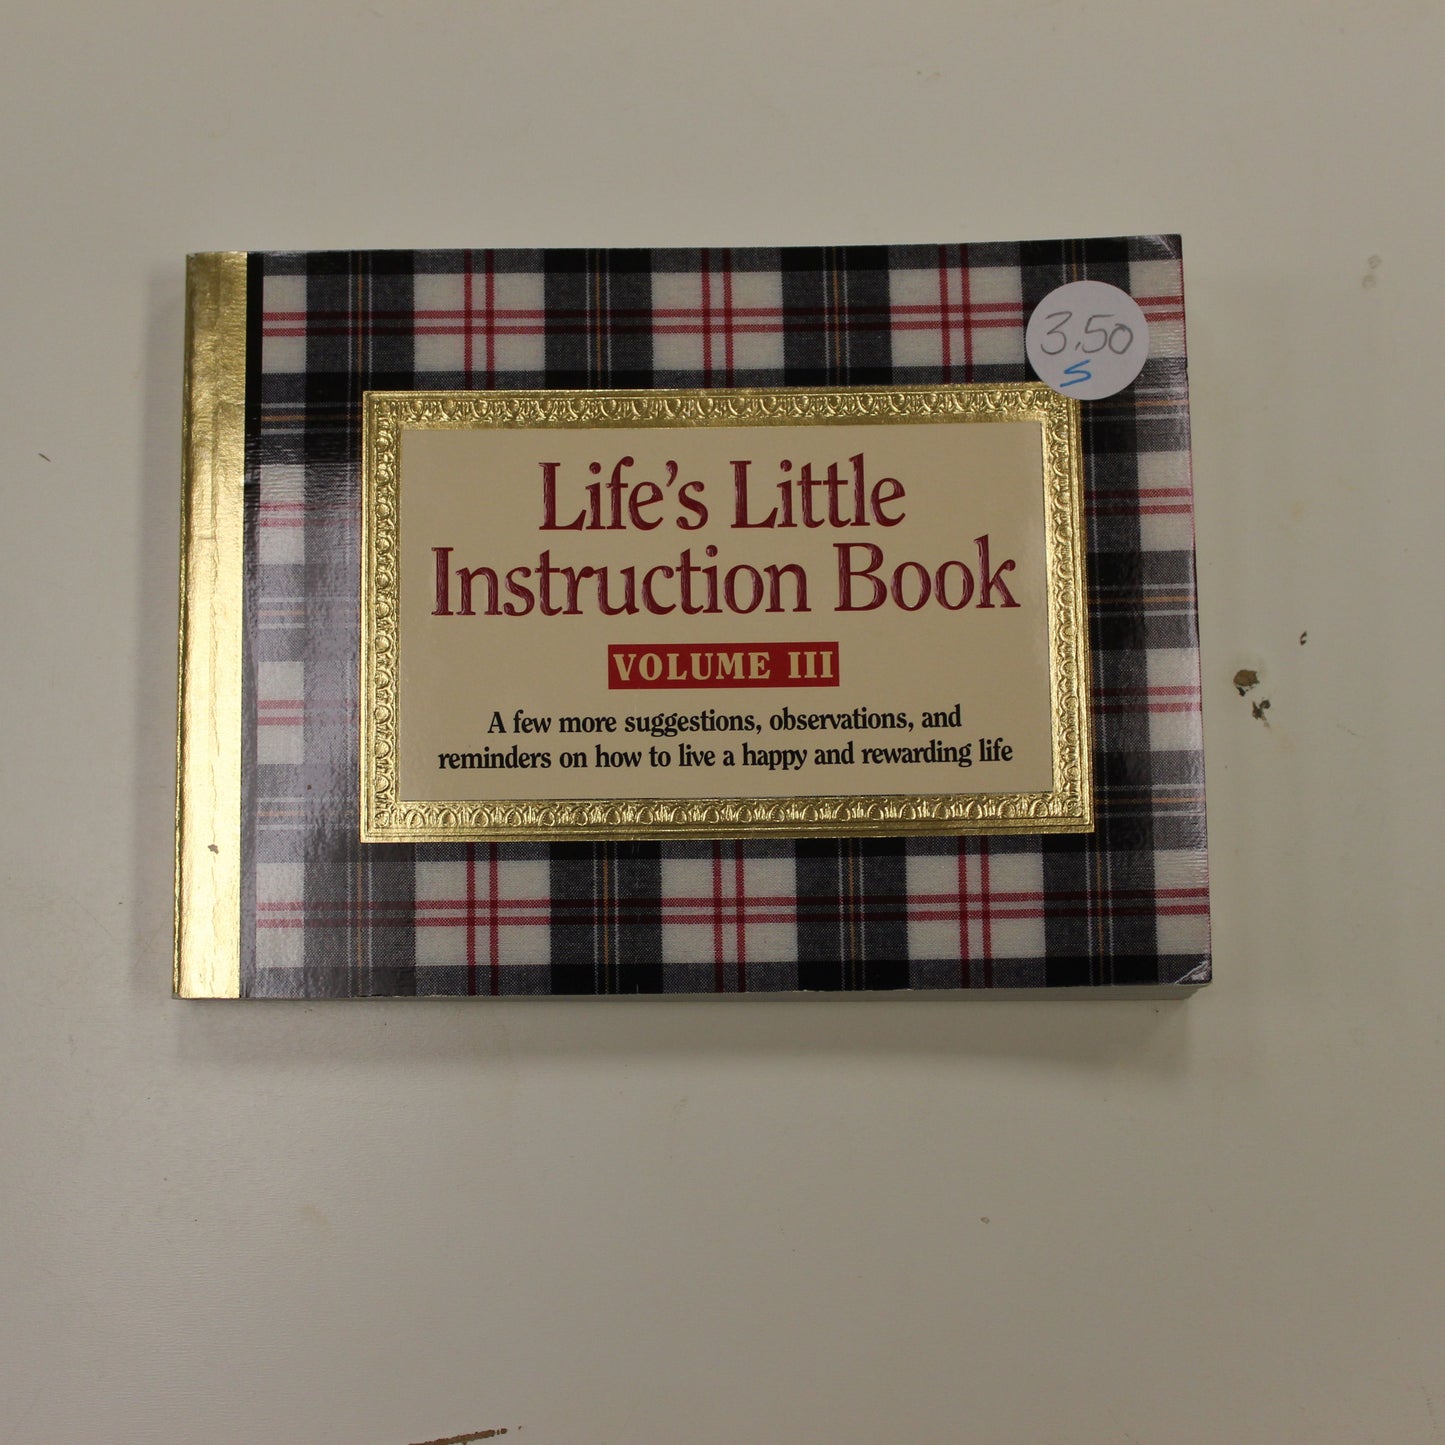 3.50
S
Life's Little
Instruction Book
VOLUME III
A few more suggestions, observations, and
reminders on how to live a happy and rewarding life